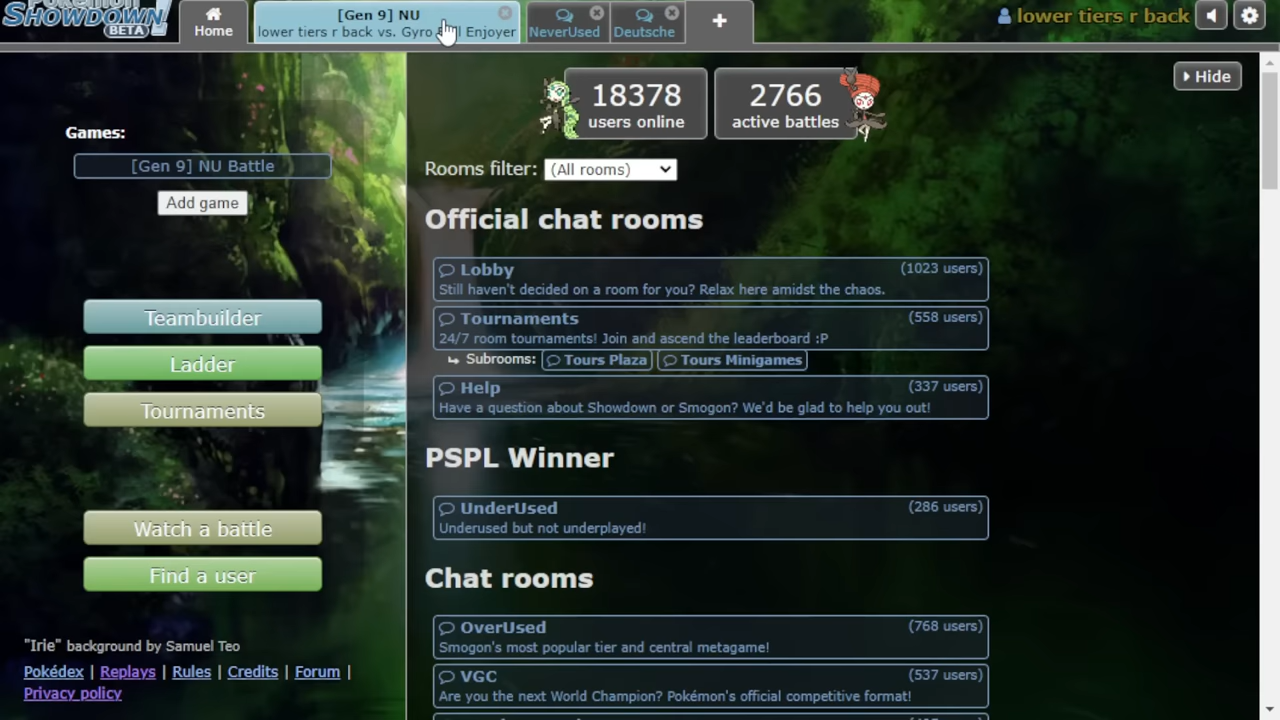 Pokémon
SHOWDOWN!
BETA
Home
[Gen 9] NU
lower tiers r back vs. Gyro Enjoyer
NeverUsed
Deutsche
+
lower tiers r back
Hide
Games:
[Gen 9] NU Battle
Add game
Teambuilder
Ladder
Tournaments
Watch a battle
Find a user
"Irie" background by Samuel Teo
Pokédex | Replays | Rules | Credits | Forum |
Privacy policy
18378
users online
2766
active battles
Rooms filter: (All rooms)
Official chat rooms
Lobby (1023 users)
Still haven't decided on a room for you? Relax here amidst the chaos.
Tournaments (558 users)
24/7 room tournaments! Join and ascend the leaderboard :P
Subrooms: Tours Plaza Tours Minigames
Help (337 users)
Have a question about Showdown or Smogon? We'd be glad to help you out!
PSPL Winner
UnderUsed (286 users)
Underused but not underplayed!
Chat rooms
OverUsed (768 users)
Smogon's most popular tier and central metagame!
VGC (537 users)
Are you the next World Champion? Pokémon's official competitive format!